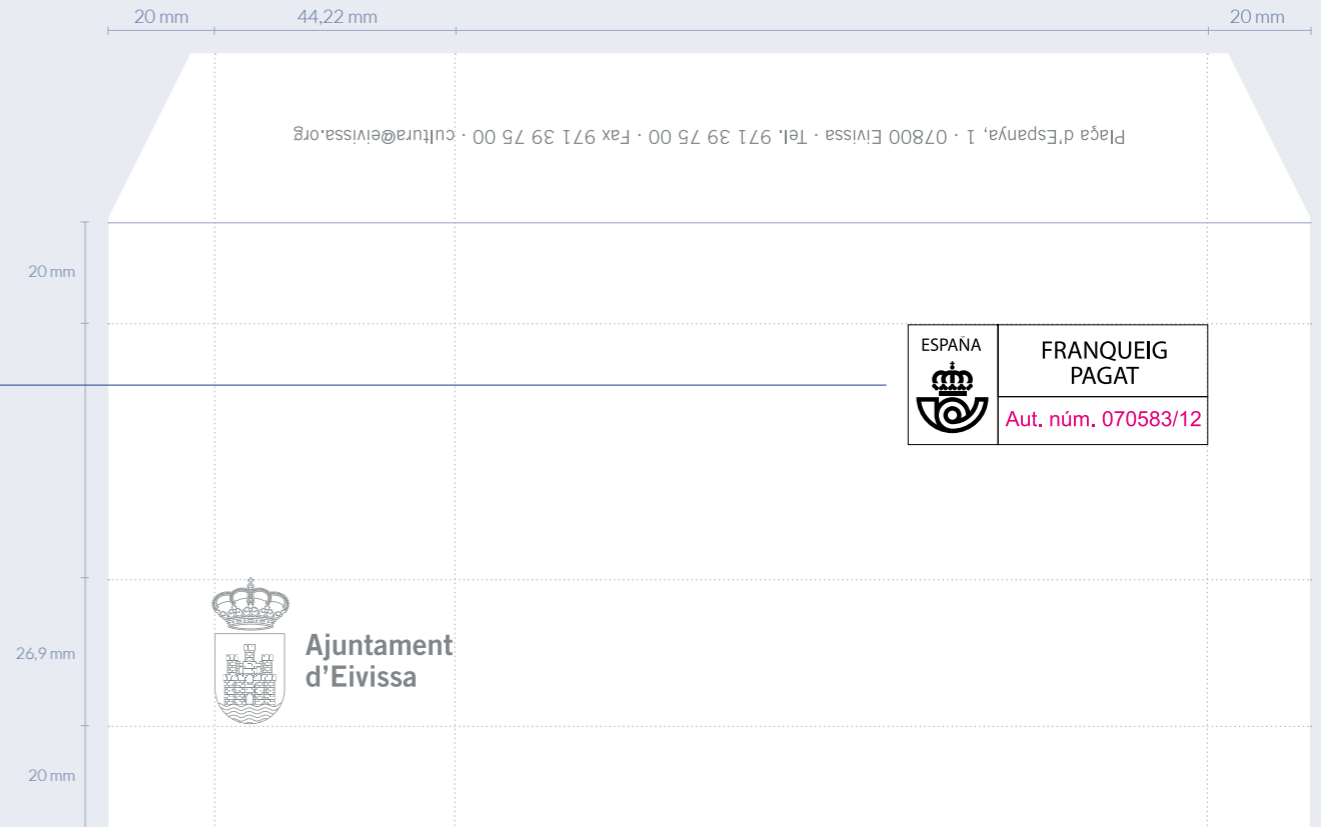 20 mm
44,22 mm
20 mm
Plaça d'Espanya, 1 · 07800 Eivissa · Tel. 971 39 75 00 · Fax 971 39 75 00 · cultura@eivissa.org
20 mm
ESPAÑA
FRANQUEIG
PAGAT
Aut. núm. 070583/12
26,9 mm
Ajuntament
d’Eivissa
20 mm